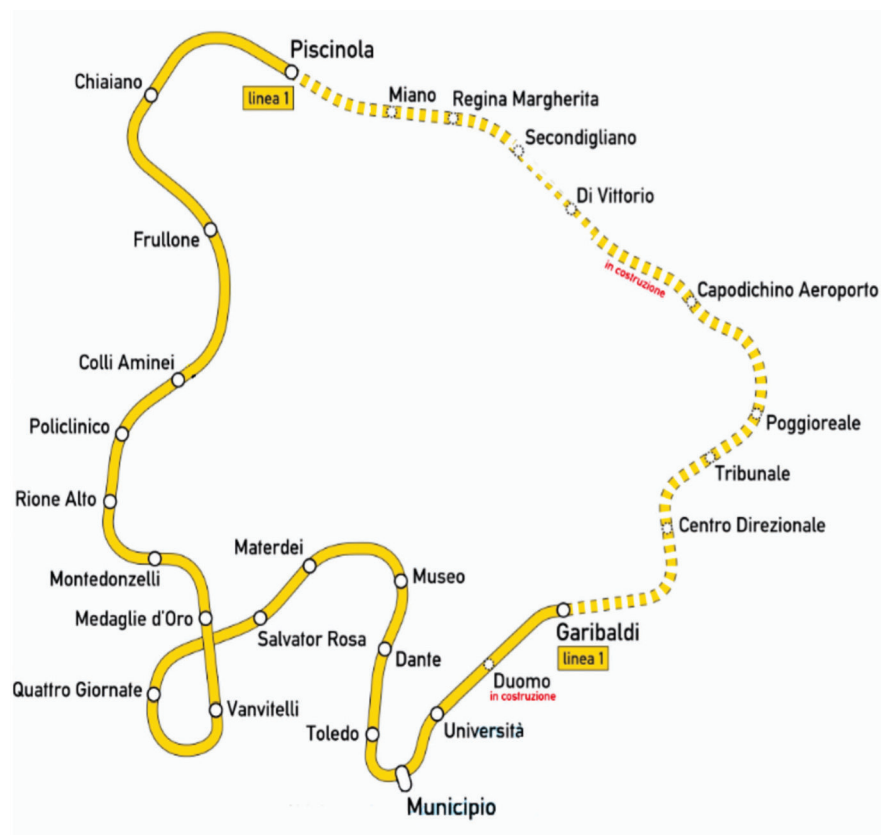 Piscinola
Chiaiano
linea 1
Miano
Regina Margherita
Secondigliano
Di Vittorio
Frullone
in costruzione
Capodichino Aeroporto
Colli Aminei
Policlinico
Poggioreale
Tribunale
Rione Alto
Centro Direzionale
Materdei
Montedonzelli
Museo
Medaglie d'Oro
Salvator Rosa
Garibaldi
linea 1
Dante
Duomo
in costruzione
Quattro Giornate
Vanvitelli
Toledo
Università
Municipio